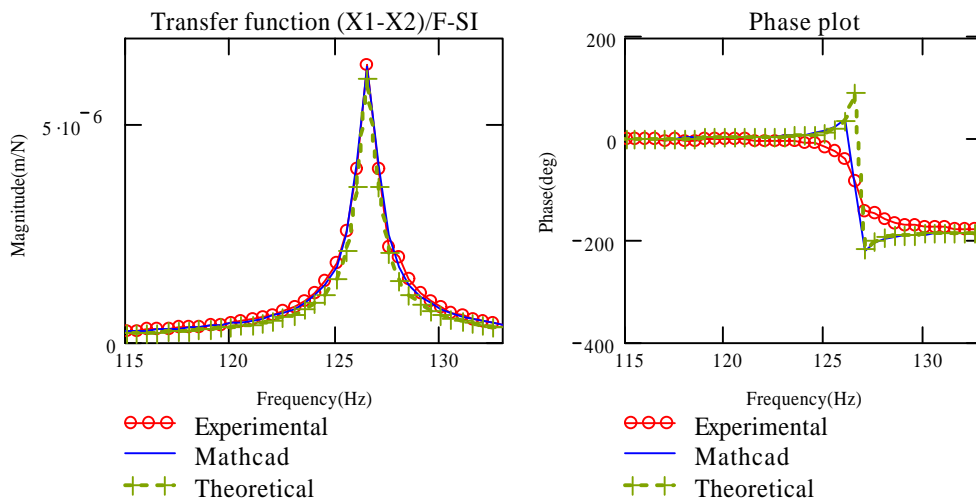 Transfer function (X1-X2)/F-SI
5·10⁻⁶
0
115 120 125 130
Magnitude(m/N)
Frequency(Hz)
Experimental
Mathcad
Theoretical
Phase plot
200
0
−200
−400
115 120 125 130
Phase(deg)
Frequency(Hz)
Experimental
Mathcad
Theoretical